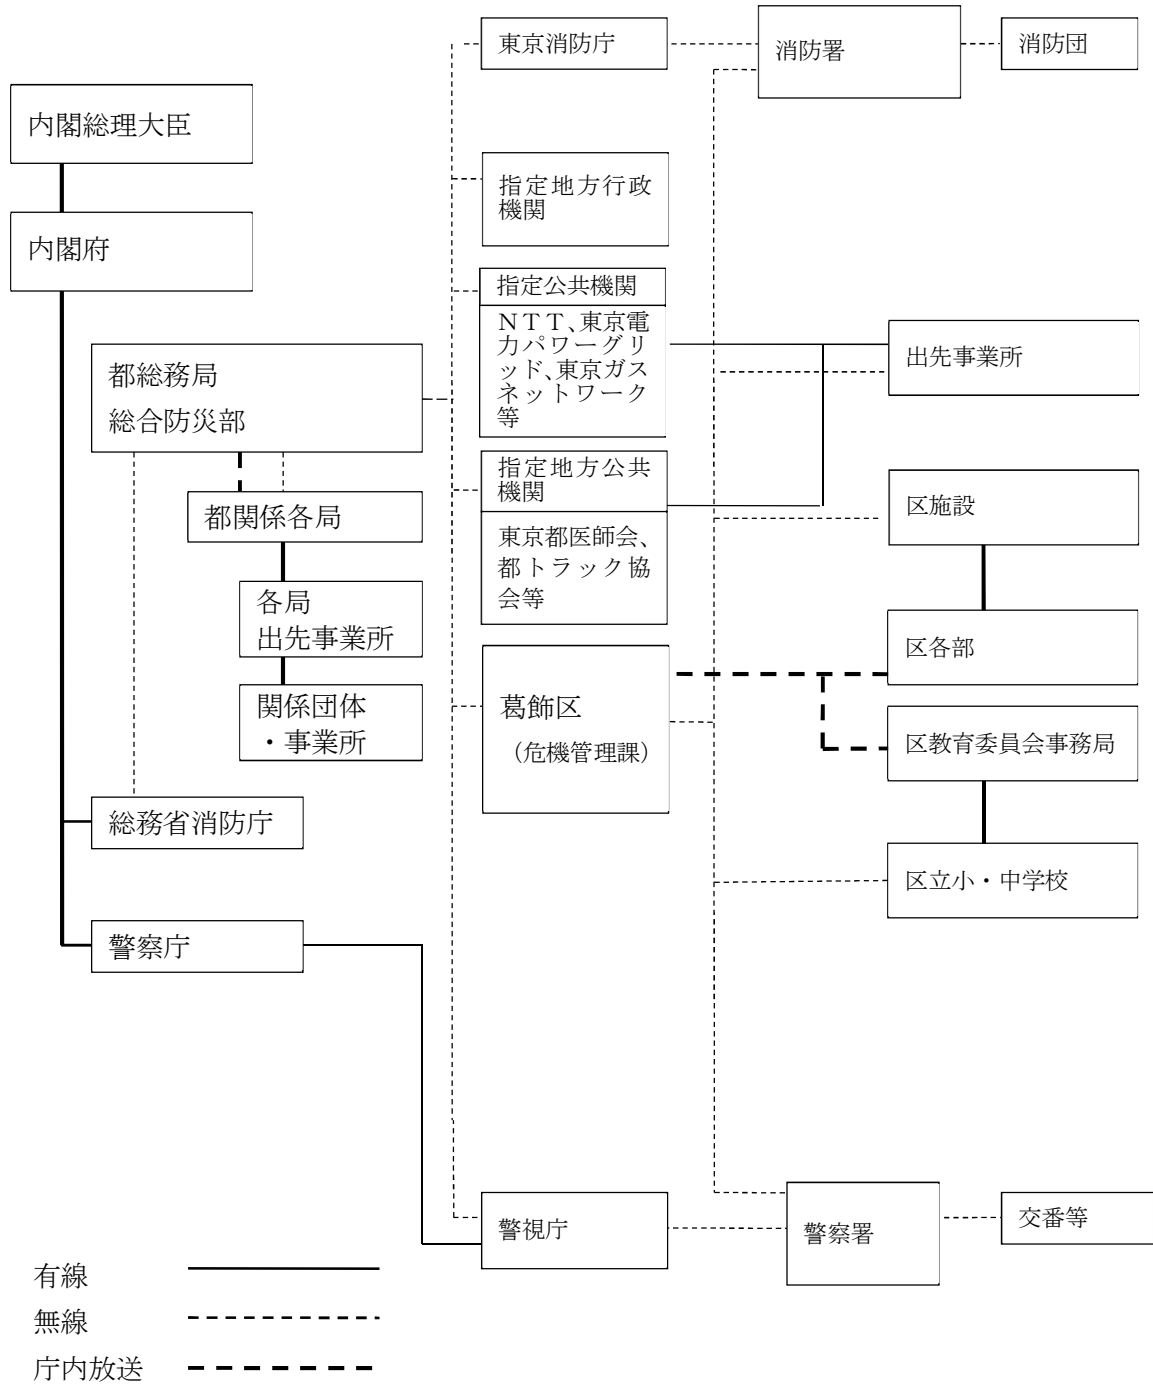 東京消防庁
消防署
消防団
内閣総理大臣
内閣府
指定地方行政
機関
指定公共機関
ＮＴＴ、東京電
力パワーグリ
ッド、東京ガス
ネットワーク
等
出先事業所
都総務局
総合防災部
指定地方公共
機関
東京都医師会、
都トラック協
会等
都関係各局
各局
出先事業所
関係団体
・事業所
区施設
区各部
葛飾区
（危機管理課）
区教育委員会事務局
区立小・中学校
総務省消防庁
警察庁
警視庁
警察署
交番等
有線
無線
庁内放送